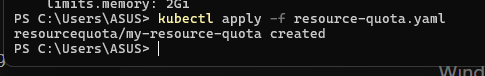 limits.memory: 2Gi
PS C:\Users\ASUS> kubectl apply -f resource-quota.yaml
resourcequota/my-resource-quota created
PS C:\Users\ASUS>
Wind